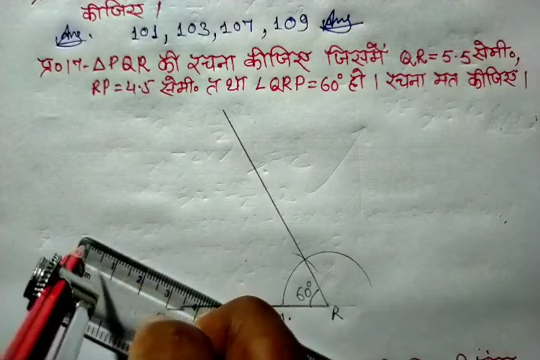 कीजिए।
Ans. 101, 103, 107, 109 Ans
प्र०17- ΔPQR की रचना कीजिए जिसमें QR=5.5 सेमी०,
RP=4.5 सेमी० तथा ∠QRP=60° हो। रचना मत कीजिए।
60°
R